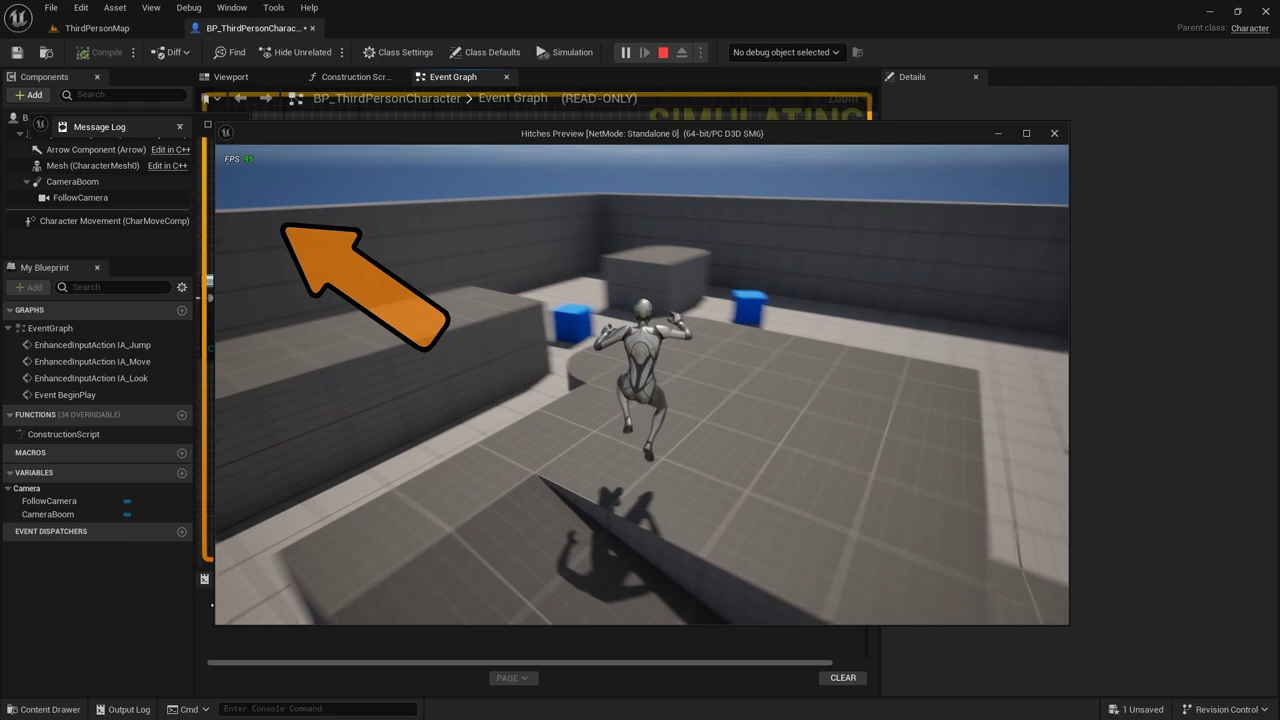 File Edit Asset View Debug Window Tools Help
ThirdPersonMap
BP_ThirdPersonCharac...
Parent class: Character
Compile
Diff
Find
Hide Unrelated
Class Settings
Class Defaults
Simulation
No debug object selected
Components
Viewport
Construction Scr...
Event Graph
Details
Add
Search
BP_ThirdPersonCharacter > Event Graph (READ-ONLY)
Zoom
SIMULATING
Message Log
Hitches Preview [NetMode: Standalone 0] (64-bit/PC D3D SM6)
Arrow Component (Arrow) Edit in C++
FPS 95
Mesh (CharacterMesh0) Edit in C++
CameraBoom
FollowCamera
Character Movement (CharMoveComp)
My Blueprint
Add
Search
GRAPHS
EventGraph
EnhancedInputAction IA_Jump
EnhancedInputAction IA_Move
EnhancedInputAction IA_Look
Event BeginPlay
FUNCTIONS (34 OVERRIDABLE)
ConstructionScript
MACROS
VARIABLES
Camera
FollowCamera
CameraBoom
EVENT DISPATCHERS
PAGE
CLEAR
Content Drawer
Output Log
Cmd
Enter Console Command
1 Unsaved
Revision Control